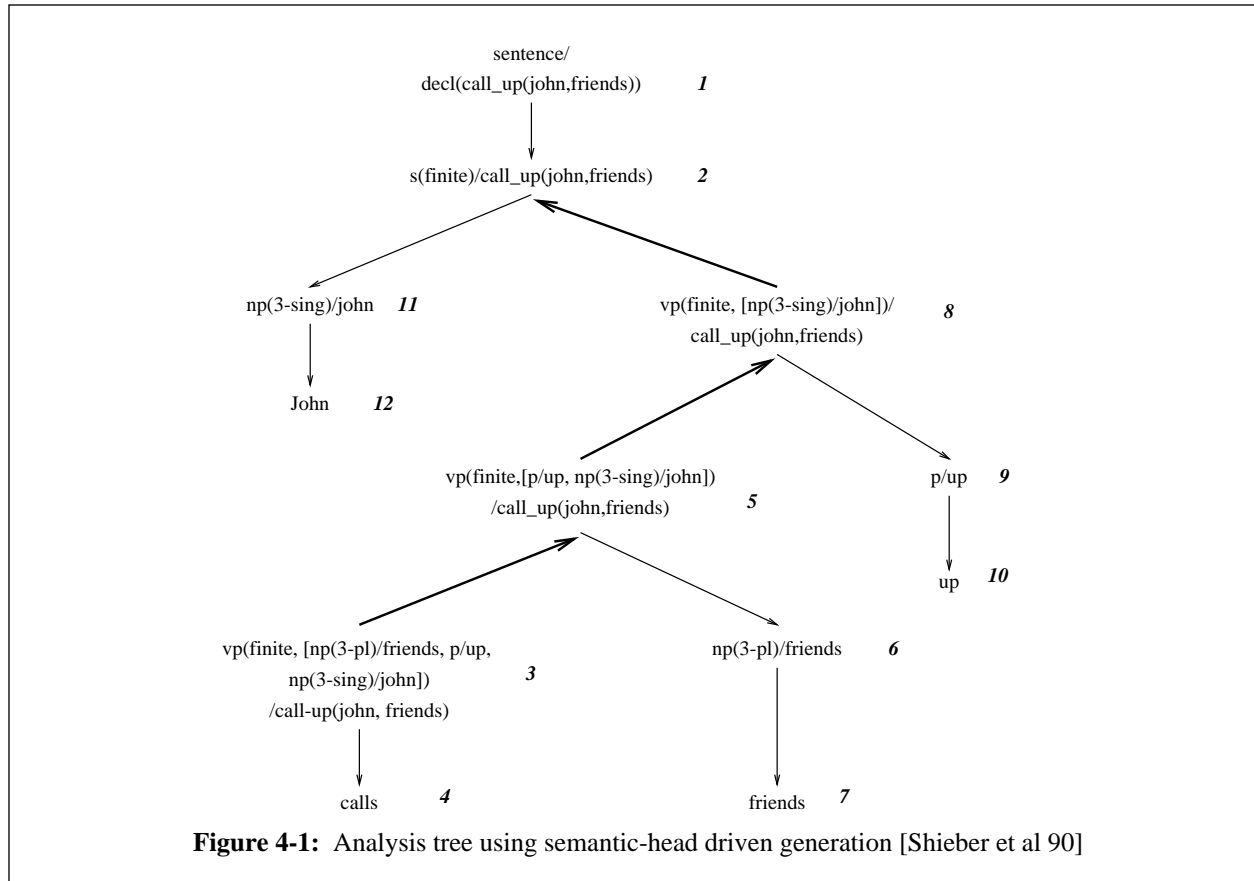 sentence/
decl(call_up(john,friends)) 1
s(finite)/call_up(john,friends) 2
np(3-sing)/john 11
vp(finite, [np(3-sing)/john])/
call_up(john,friends)
8
John 12
vp(finite,[p/up, np(3-sing)/john])
/call_up(john,friends)
5
p/up 9
up 10
vp(finite, [np(3-pl)/friends, p/up,
np(3-sing)/john])
/call-up(john, friends)
3
np(3-pl)/friends 6
calls 4
friends 7
Figure 4-1: Analysis tree using semantic-head driven generation [Shieber et al 90]